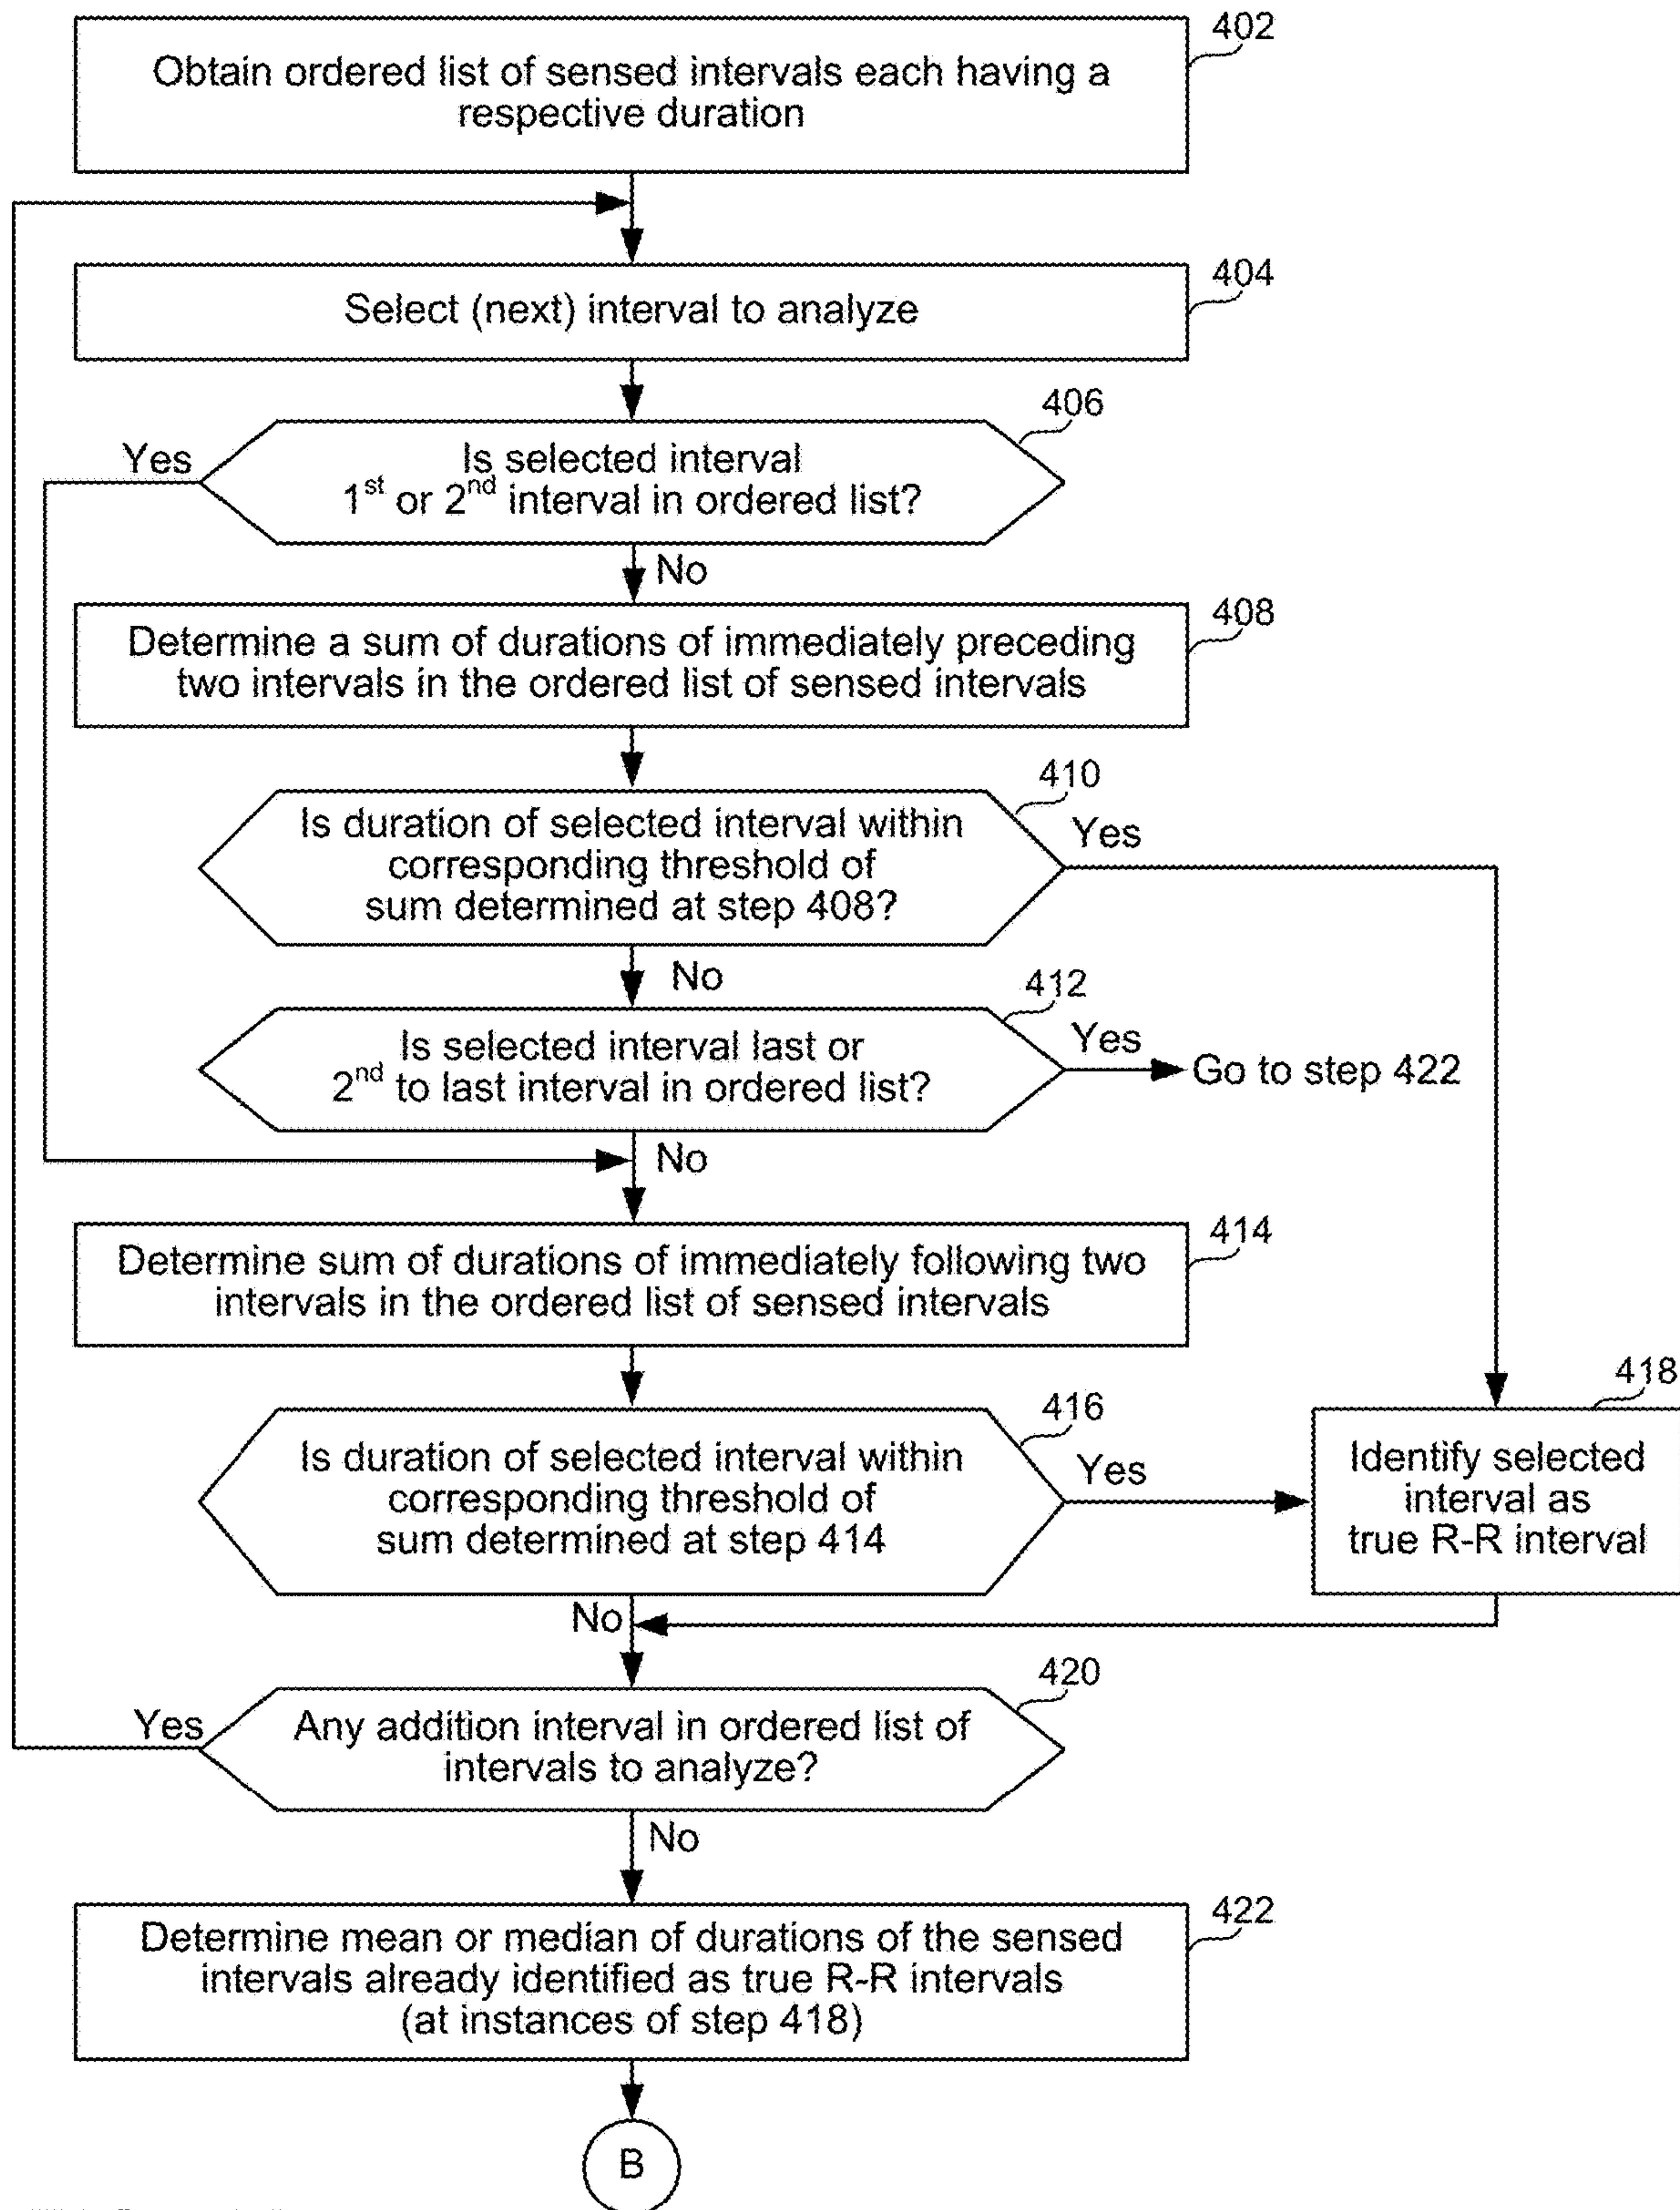 402
Obtain ordered list of sensed intervals each having a
respective duration
404
Select (next) interval to analyze
406
Yes
Is selected interval
1st or 2nd interval in ordered list?
No
408
Determine a sum of durations of immediately preceding
two intervals in the ordered list of sensed intervals
410
Is duration of selected interval within
corresponding threshold of
sum determined at step 408?
Yes
No
412
Is selected interval last or
2nd to last interval in ordered list?
Yes
Go to step 422
No
414
Determine sum of durations of immediately following two
intervals in the ordered list of sensed intervals
416
Is duration of selected interval within
corresponding threshold of
sum determined at step 414
Yes
418
Identify selected
interval as
true R-R interval
No
420
Yes
Any addition interval in ordered list of
intervals to analyze?
No
422
Determine mean or median of durations of the sensed
intervals already identified as true R-R intervals
(at instances of step 418)
B